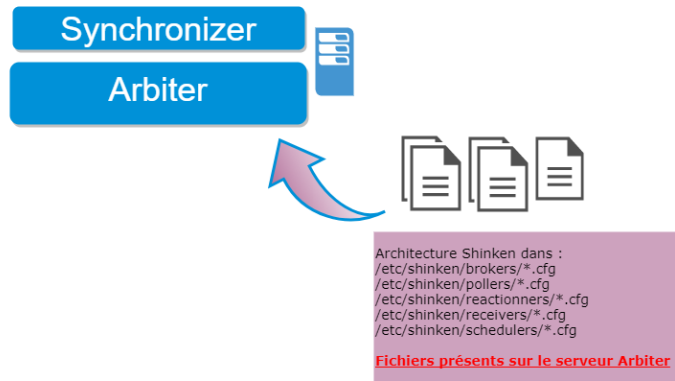 Synchronizer
Arbiter
Architecture Shinken dans :
/etc/shinken/brokers/*.cfg
/etc/shinken/pollers/*.cfg
/etc/shinken/reactionners/*.cfg
/etc/shinken/receivers/*.cfg
/etc/shinken/schedulers/*.cfg
Fichiers présents sur le serveur Arbiter